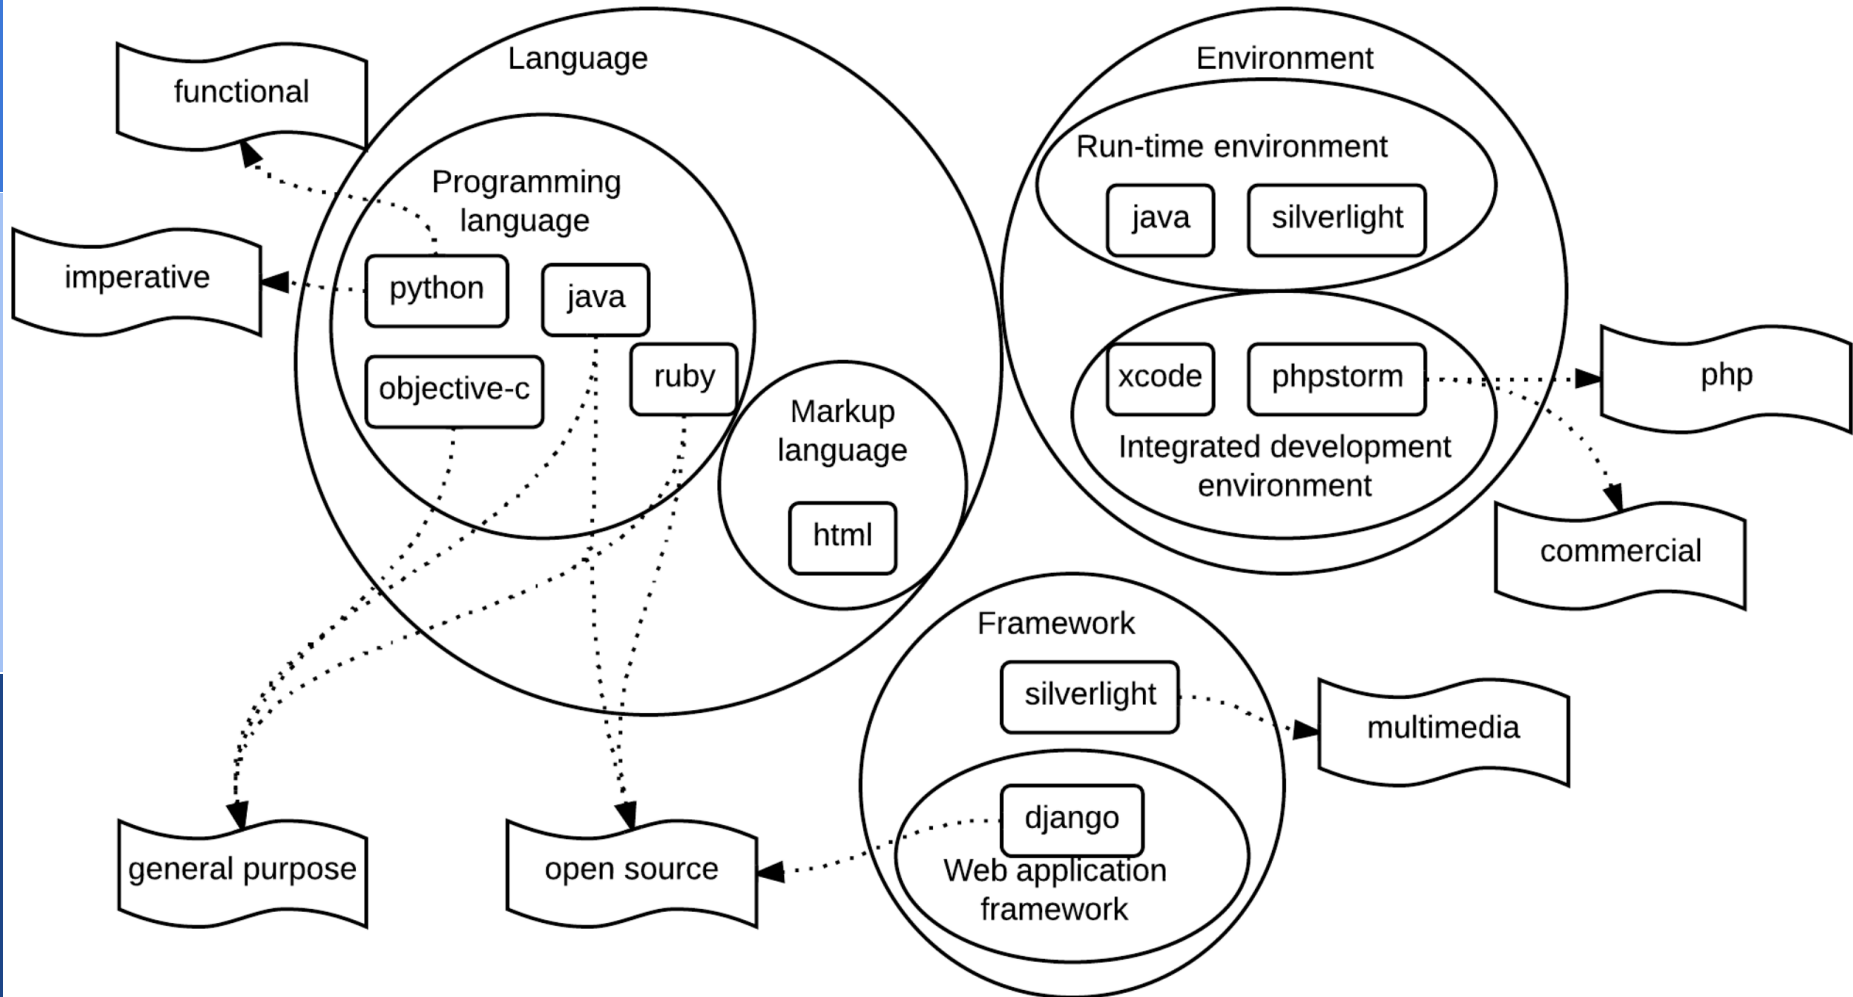 Language
Environment
functional
Run-time environment
Programming
language
java
silverlight
imperative
python
java
objective-c
ruby
xcode
phpstorm
php
Markup
language
Integrated development
environment
html
commercial
Framework
silverlight
multimedia
django
general purpose
open source
Web application
framework